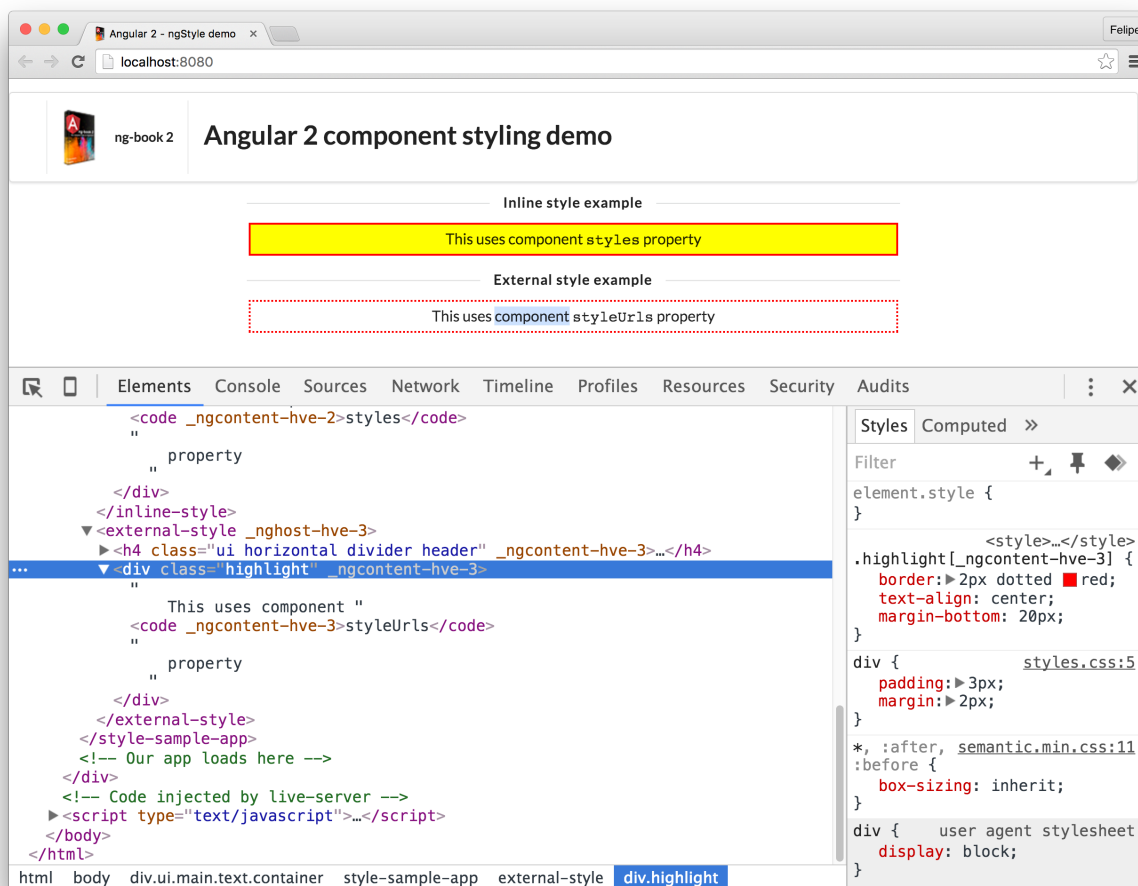 Angular 2 - ngStyle demo
Felipe
localhost:8080
ng-book 2
Angular 2 component styling demo
Inline style example
This uses component styles property
External style example
This uses component styleUrls property
Elements Console Sources Network Timeline Profiles Resources Security Audits
<code _ngcontent-hve-2>styles</code>
"
property
"
</div>
</inline-style>
▼<external-style _nghost-hve-3>
▶<h4 class="ui horizontal divider header" _ngcontent-hve-3>…</h4>
▼<div class="highlight" _ngcontent-hve-3>
"
This uses component "
<code _ngcontent-hve-3>styleUrls</code>
"
property
"
</div>
</external-style>
</style-sample-app>
<!-- Our app loads here -->
</div>
<!-- Code injected by live-server -->
▶<script type="text/javascript">…</script>
</body>
</html>
html body div.ui.main.text.container style-sample-app external-style div.highlight
Styles Computed »
Filter
element.style {
}
<style>…</style>
.highlight[_ngcontent-hve-3] {
border:▶2px dotted red;
text-align: center;
margin-bottom: 20px;
}
div { styles.css:5
padding:▶3px;
margin:▶2px;
}
*, :after, semantic.min.css:11
:before {
box-sizing: inherit;
}
div { user agent stylesheet
display: block;
}